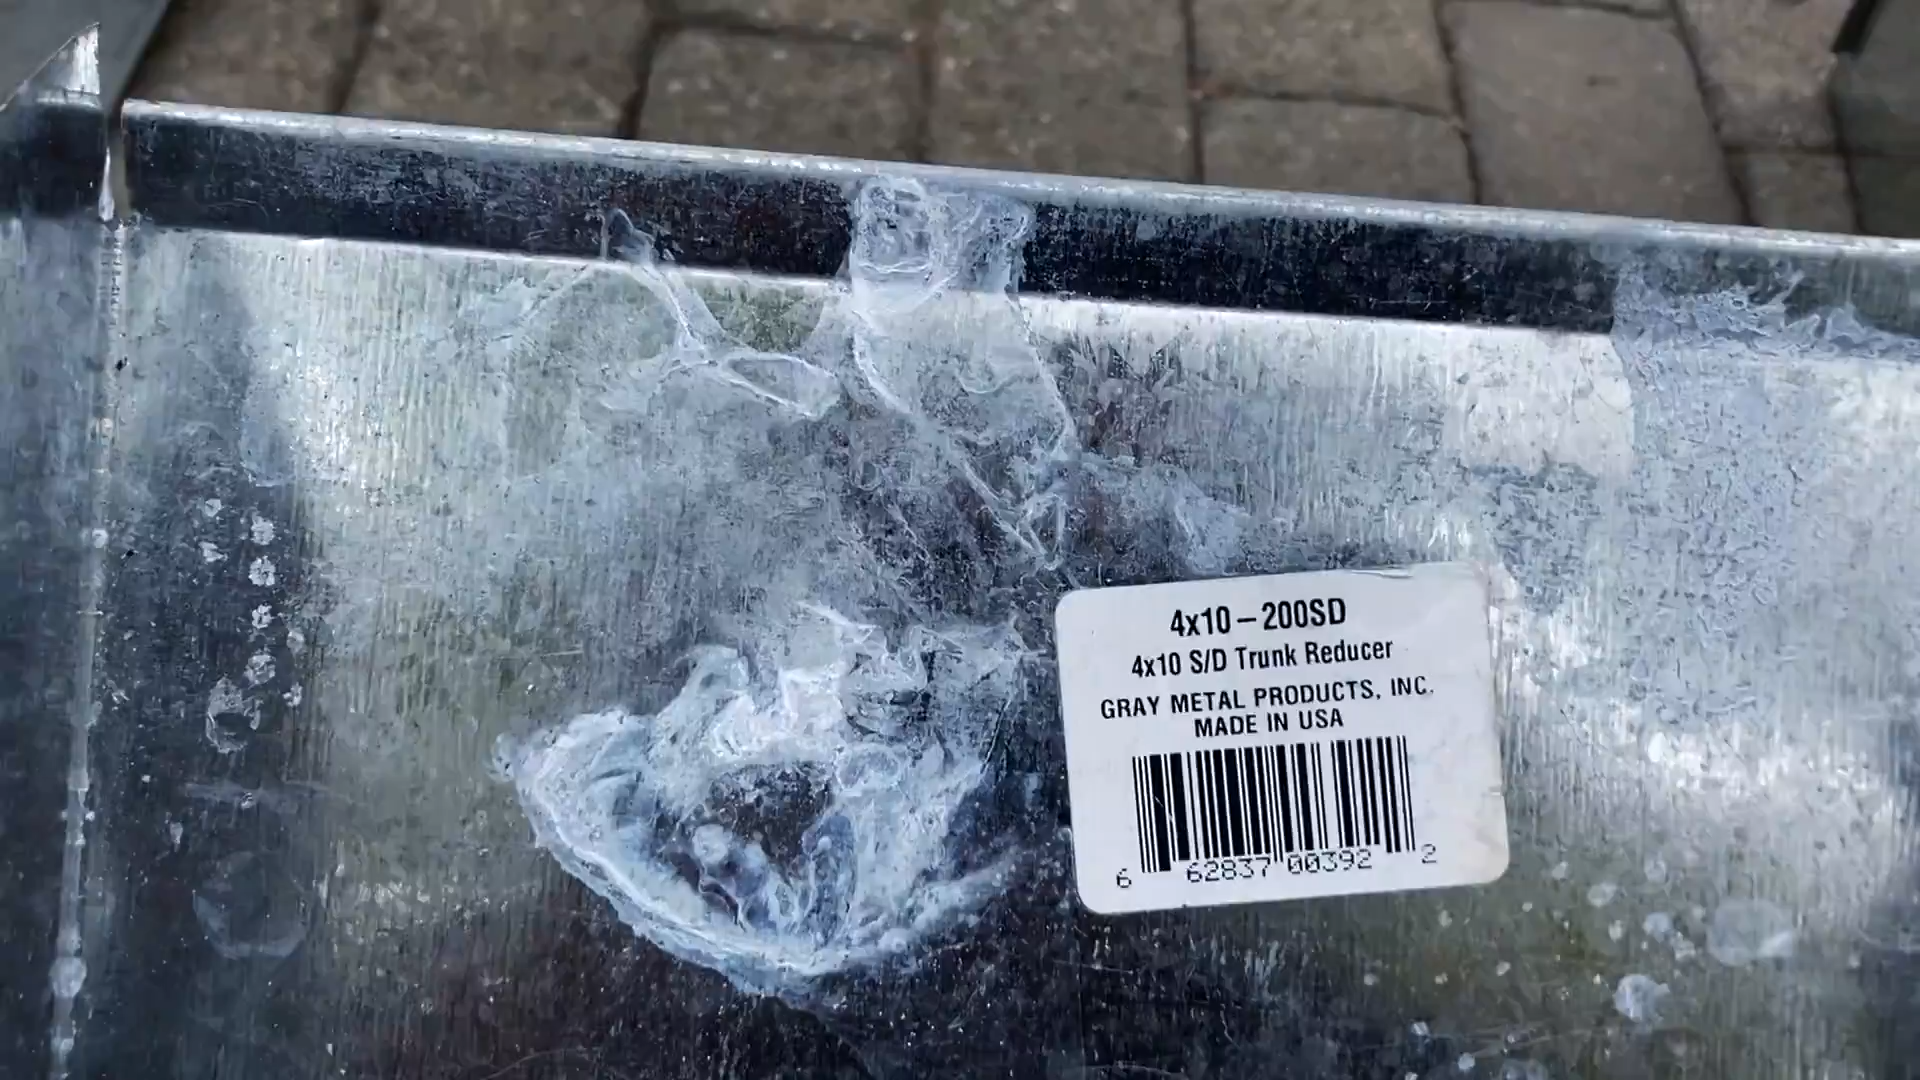 4x10-200SD
4x10 S/D Trunk Reducer
GRAY METAL PRODUCTS, INC.
MADE IN USA
6 62837 00392 2